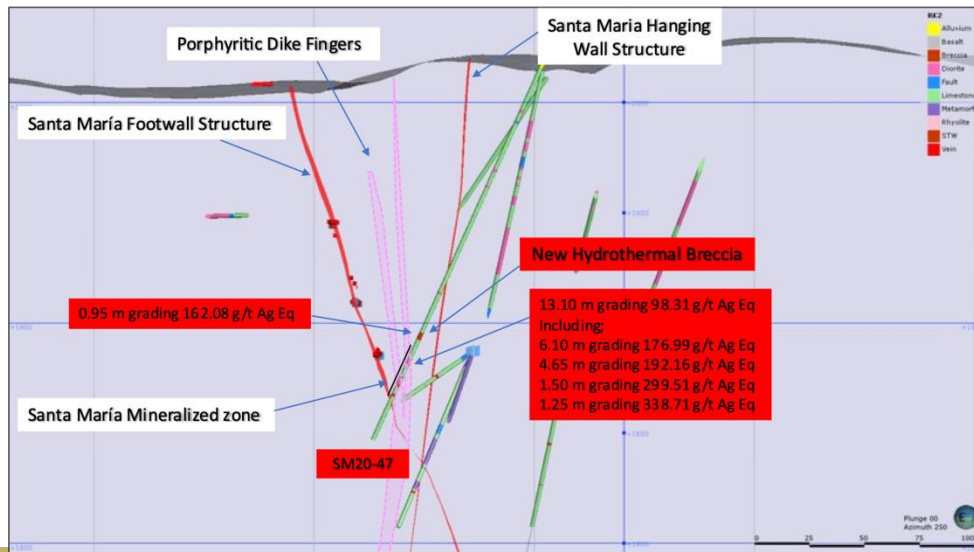 Santa Maria Hanging
Wall Structure
Porphyritic Dike Fingers
Santa María Footwall Structure
RK2
Alluvium
Basalt
Breccia
Diorite
Fault
Limestone
Metamorf
Rhyolite
STW
Vein
+1950
New Hydrothermal Breccia
0.95 m grading 162.08 g/t Ag Eq
13.10 m grading 98.31 g/t Ag Eq
Including;
6.10 m grading 176.99 g/t Ag Eq
4.65 m grading 192.16 g/t Ag Eq
1.50 m grading 299.51 g/t Ag Eq
1.25 m grading 338.71 g/t Ag Eq
+1900
Santa María Mineralized zone
+1850
SM20-47
Plunge 00
Azimuth 250
0 25 50 75 100